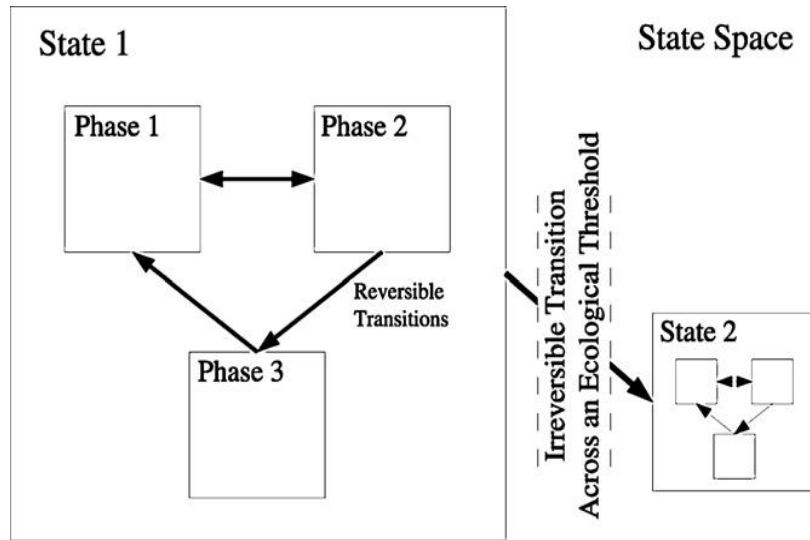 State 1
State Space
Phase 1
Phase 2
Reversible
Transitions
Phase 3
Irreversible Transition
Across an Ecological Threshold
State 2